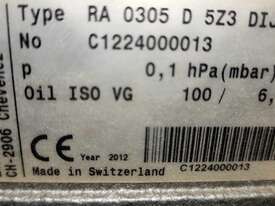 Type RA 0305 D 5Z3 DIJ
No C1224000013
p 0,1 hPa(mbar
Oil ISO VG 100 / 6,
CH-2906 Chevenez
CE Year 2012
C1224000013
Made in Switzerland